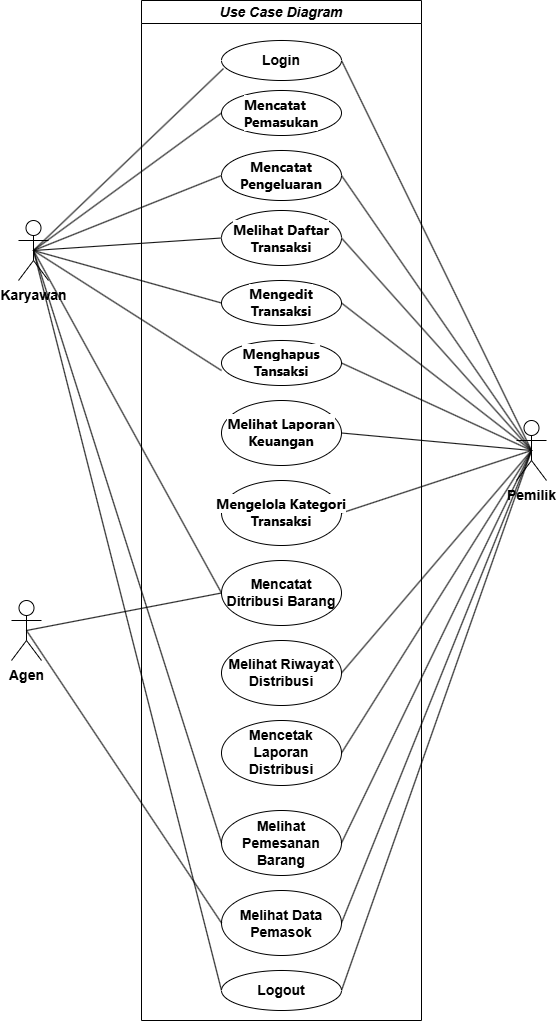 Use Case Diagram
Login
Mencatat
Pemasukan
Mencatat
Pengeluaran
Melihat Daftar
Transaksi
Karyawan
Mengedit
Transaksi
Menghapus
Tansaksi
Melihat Laporan
Keuangan
Pemilik
Mengelola Kategori
Transaksi
Mencatat
Ditribusi Barang
Agen
Melihat Riwayat
Distribusi
Mencetak
Laporan
Distribusi
Melihat
Pemesanan
Barang
Melihat Data
Pemasok
Logout